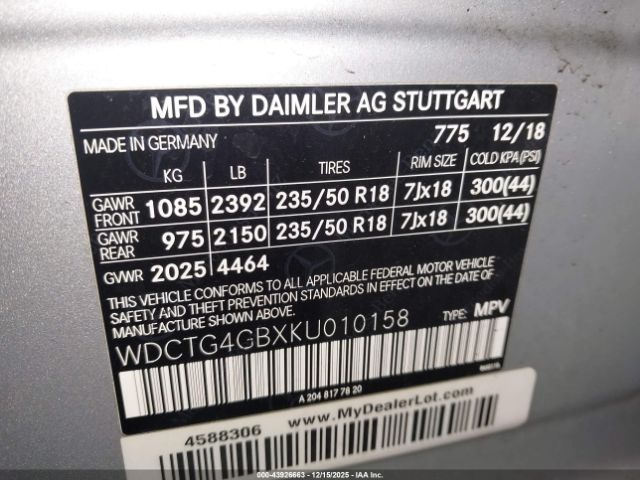 MFD BY DAIMLER AG STUTTGART
MADE IN GERMANY 775 12/18
KG LB TIRES RIM SIZE COLD KPA(PSI)
GAWR FRONT 1085 2392 235/50 R18 7Jx18 300(44)
GAWR REAR 975 2150 235/50 R18 7Jx18 300(44)
GVWR 2025 4464
THIS VEHICLE CONFORMS TO ALL APPLICABLE FEDERAL MOTOR VEHICLE
SAFETY AND THEFT PREVENTION STANDARDS IN EFFECT ON THE DATE OF
MANUFACTURE SHOWN ABOVE.
TYPE: MPV
WDCTG4GBXKU010158
A 204 817 78 20
4588306 www.MyDealerLot.com
000-43926663 - 12/15/2025 - IAAI.COM